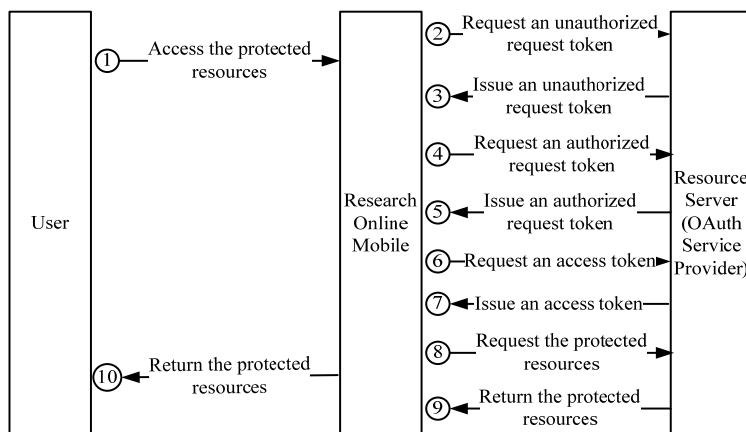 User
1
Access the protected
resources
10
Return the protected
resources
Research
Online
Mobile
2
Request an unauthorized
request token
3
Issue an unauthorized
request token
4
Request an authorized
request token
5
Issue an authorized
request token
6
Request an access token
7
Issue an access token
8
Request the protected
resources
9
Return the protected
resources
Resource
Server
(OAuth
Service
Provider)